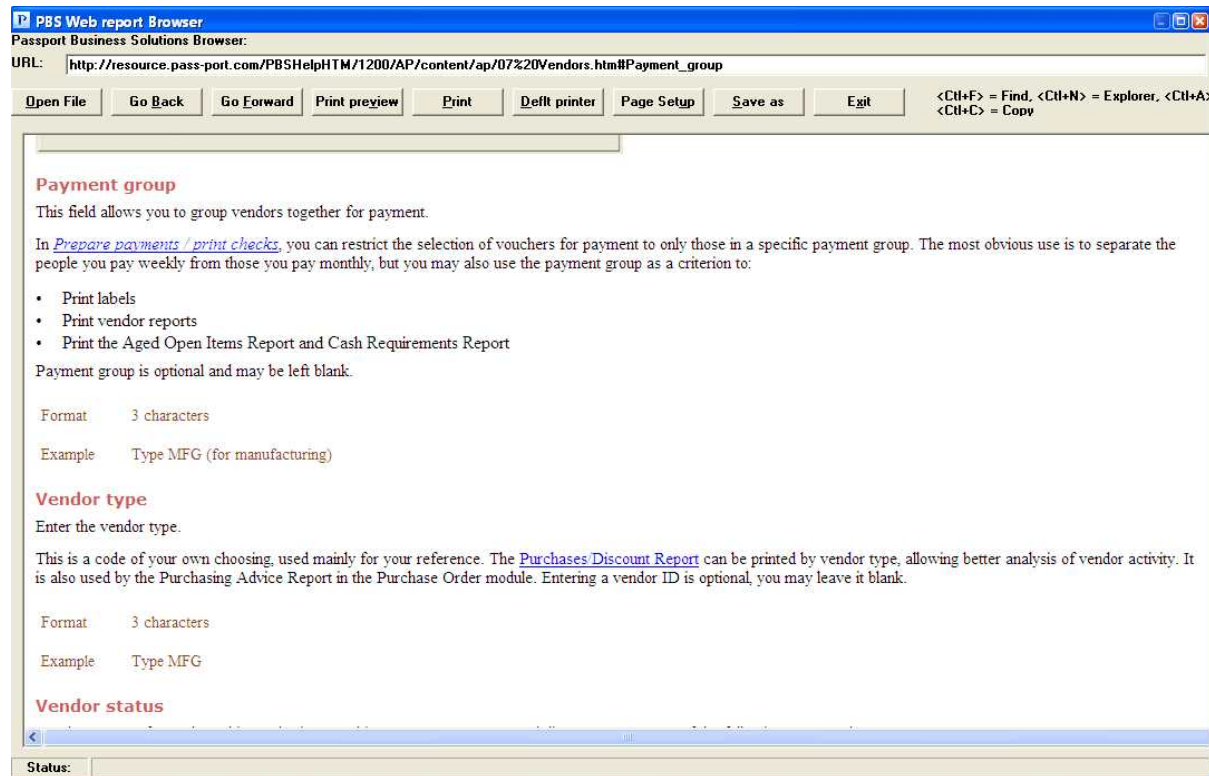 PBS Web report Browser
Passport Business Solutions Browser:
URL: http://resource.pass-port.com/PBSHelpHTM/1200/AP/content/ap/07%20Vendors.htm#Payment_group
Open File Go Back Go Forward Print preview Print Deflt printer Page Setup Save as Exit <Ctl+F> = Find, <Ctl+N> = Explorer, <Ctl+A>
<Ctl+C> = Copy
Payment group
This field allows you to group vendors together for payment.
In Prepare payments / print checks, you can restrict the selection of vouchers for payment to only those in a specific payment group. The most obvious use is to separate the
people you pay weekly from those you pay monthly, but you may also use the payment group as a criterion to:
• Print labels
• Print vendor reports
• Print the Aged Open Items Report and Cash Requirements Report
Payment group is optional and may be left blank.
Format 3 characters
Example Type MFG (for manufacturing)
Vendor type
Enter the vendor type.
This is a code of your own choosing, used mainly for your reference. The Purchases/Discount Report can be printed by vendor type, allowing better analysis of vendor activity. It
is also used by the Purchasing Advice Report in the Purchase Order module. Entering a vendor ID is optional, you may leave it blank.
Format 3 characters
Example Type MFG
Vendor status
Status: